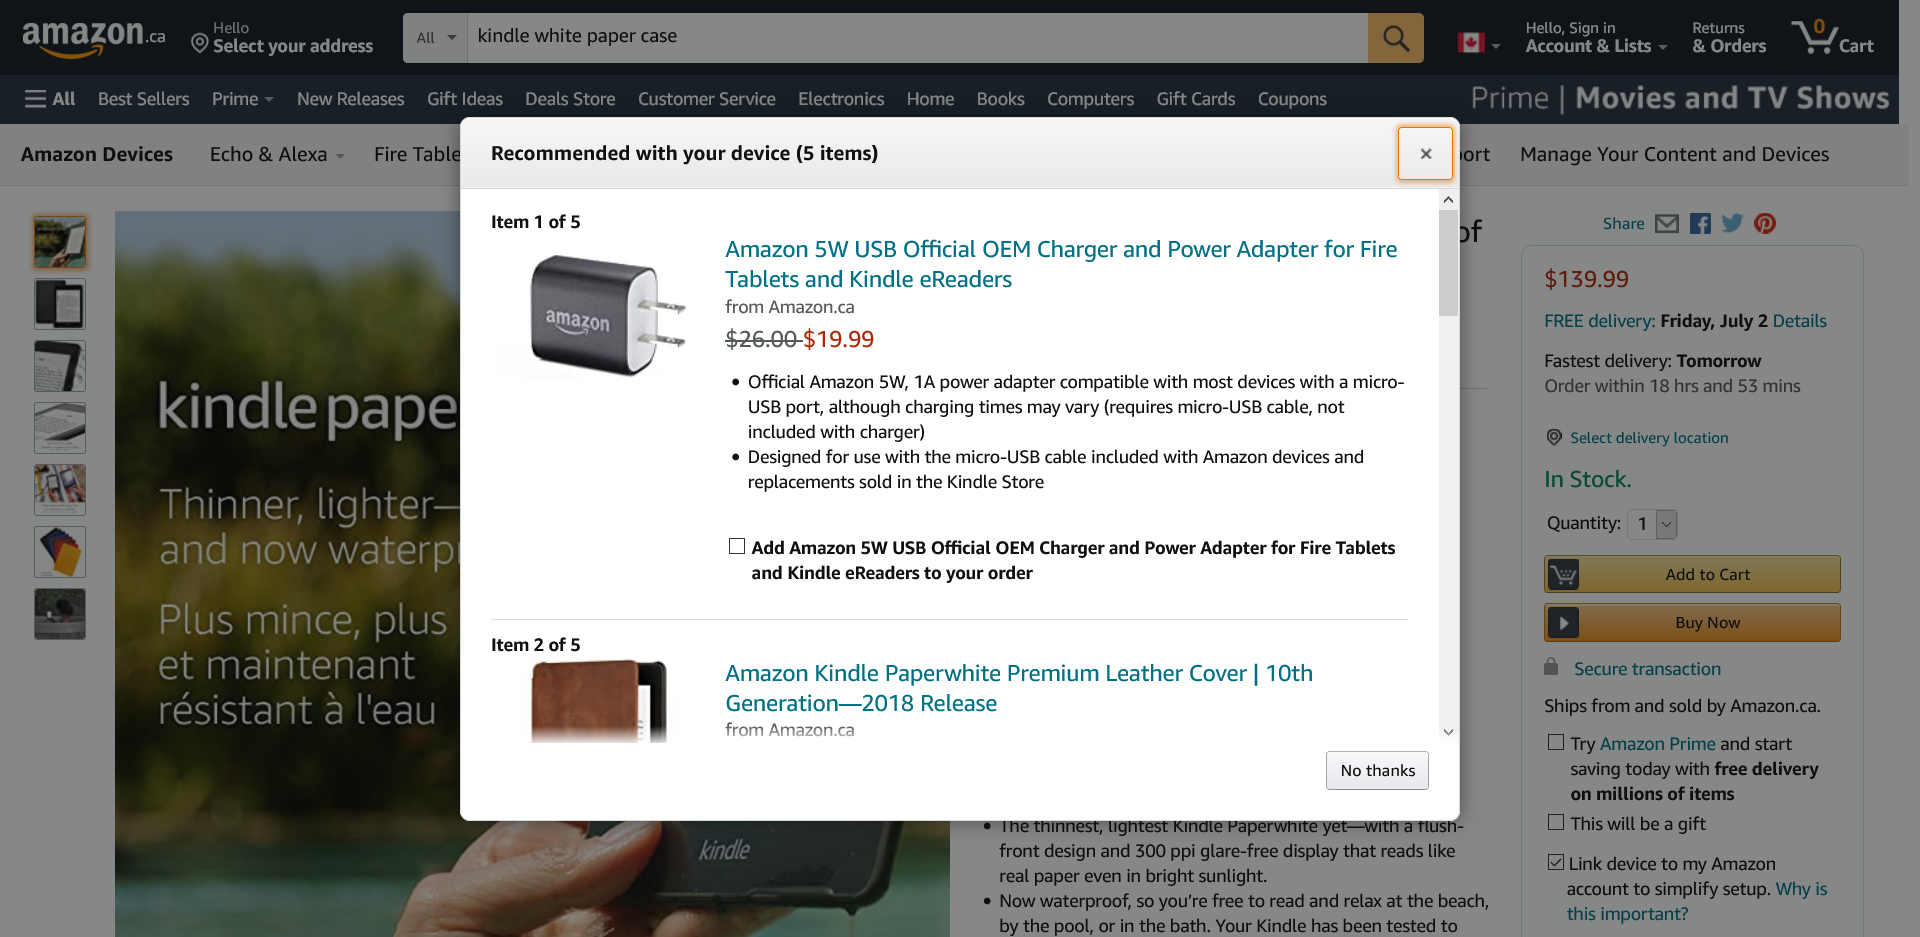 amazon.ca
Hello
Select your address
All
kindle white paper case
Hello, Sign in
Account & Lists
Returns
& Orders
0
Cart
All
Best Sellers
Prime
New Releases
Gift Ideas
Deals Store
Customer Service
Electronics
Home
Books
Computers
Gift Cards
Coupons
Prime | Movies and TV Shows
Amazon Devices
Echo & Alexa
Fire Table
ort
Manage Your Content and Devices
Recommended with your device (5 items)
×
Item 1 of 5
amazon
Amazon 5W USB Official OEM Charger and Power Adapter for Fire
Tablets and Kindle eReaders
from Amazon.ca
$26.00 $19.99
• Official Amazon 5W, 1A power adapter compatible with most devices with a micro-
USB port, although charging times may vary (requires micro-USB cable, not
included with charger)
• Designed for use with the micro-USB cable included with Amazon devices and
replacements sold in the Kindle Store
Add Amazon 5W USB Official OEM Charger and Power Adapter for Fire Tablets
and Kindle eReaders to your order
Item 2 of 5
Amazon Kindle Paperwhite Premium Leather Cover | 10th
Generation—2018 Release
from Amazon.ca
No thanks
kindle pape
Thinner, lighter—
and now waterp
Plus mince, plus
et maintenant
résistant à l'eau
kindle
of
• The thinnest, lightest Kindle Paperwhite yet—with a flush-
front design and 300 ppi glare-free display that reads like
real paper even in bright sunlight.
• Now waterproof, so you're free to read and relax at the beach,
by the pool, or in the bath. Your Kindle has been tested to
Share
$139.99
FREE delivery: Friday, July 2 Details
Fastest delivery: Tomorrow
Order within 18 hrs and 53 mins
Select delivery location
In Stock.
Quantity: 1
Add to Cart
Buy Now
Secure transaction
Ships from and sold by Amazon.ca.
Try Amazon Prime and start
saving today with free delivery
on millions of items
This will be a gift
Link device to my Amazon
account to simplify setup. Why is
this important?